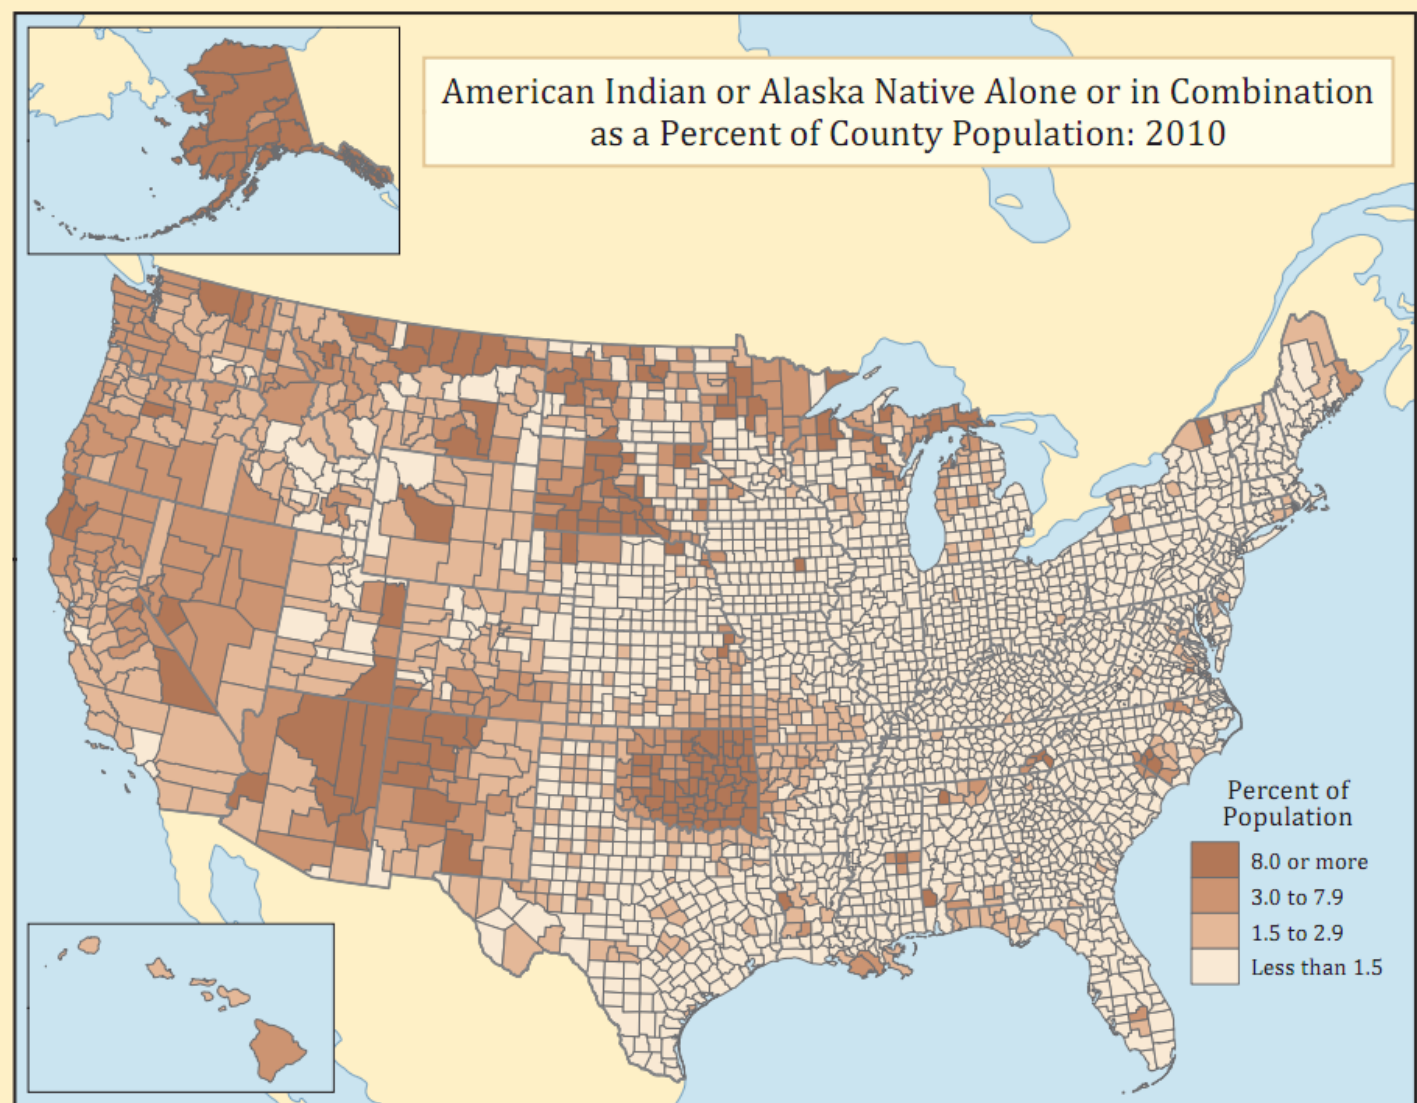 American Indian or Alaska Native Alone or in Combination
as a Percent of County Population: 2010
Percent of
Population
8.0 or more
3.0 to 7.9
1.5 to 2.9
Less than 1.5